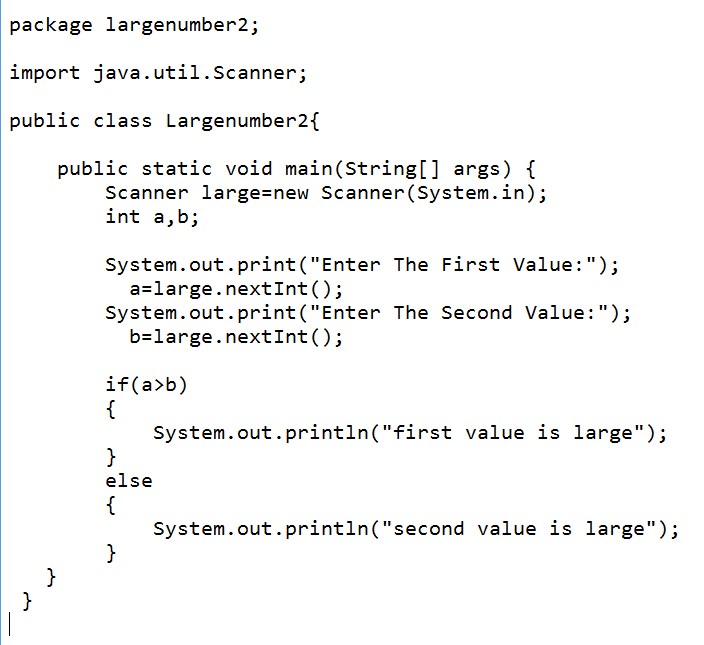 package largenumber2;
import java.util.Scanner;
public class Largenumber2{
public static void main(String[] args) {
Scanner large=new Scanner(System.in);
int a,b;
System.out.print("Enter The First Value:");
a=large.nextInt();
System.out.print("Enter The Second Value:");
b=large.nextInt();
if(a>b)
{
System.out.println("first value is large");
}
else
{
System.out.println("second value is large");
}
}
}